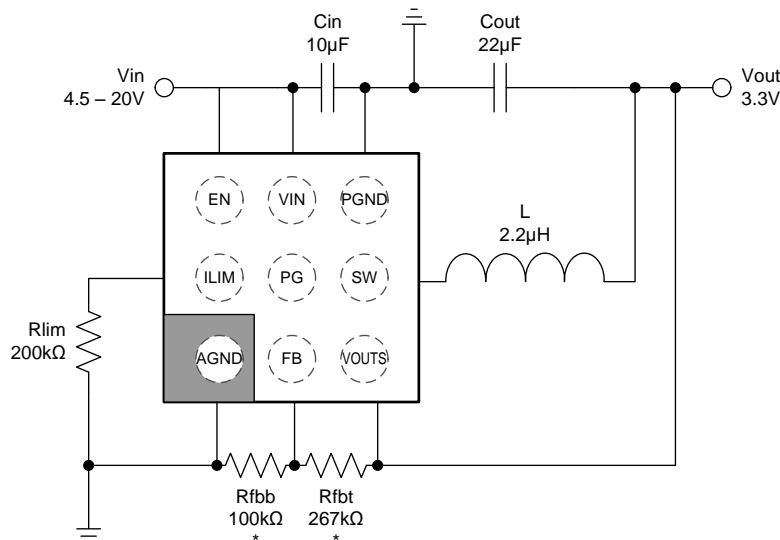 Cin
10µF
Cout
22µF
Vin
4.5 – 20V
Vout
3.3V
EN
VIN
PGND
L
2.2µH
ILIM
PG
SW
Rlim
200kΩ
AGND
FB
VOUTS
Rfbb
100kΩ
*
Rfbt
267kΩ
*